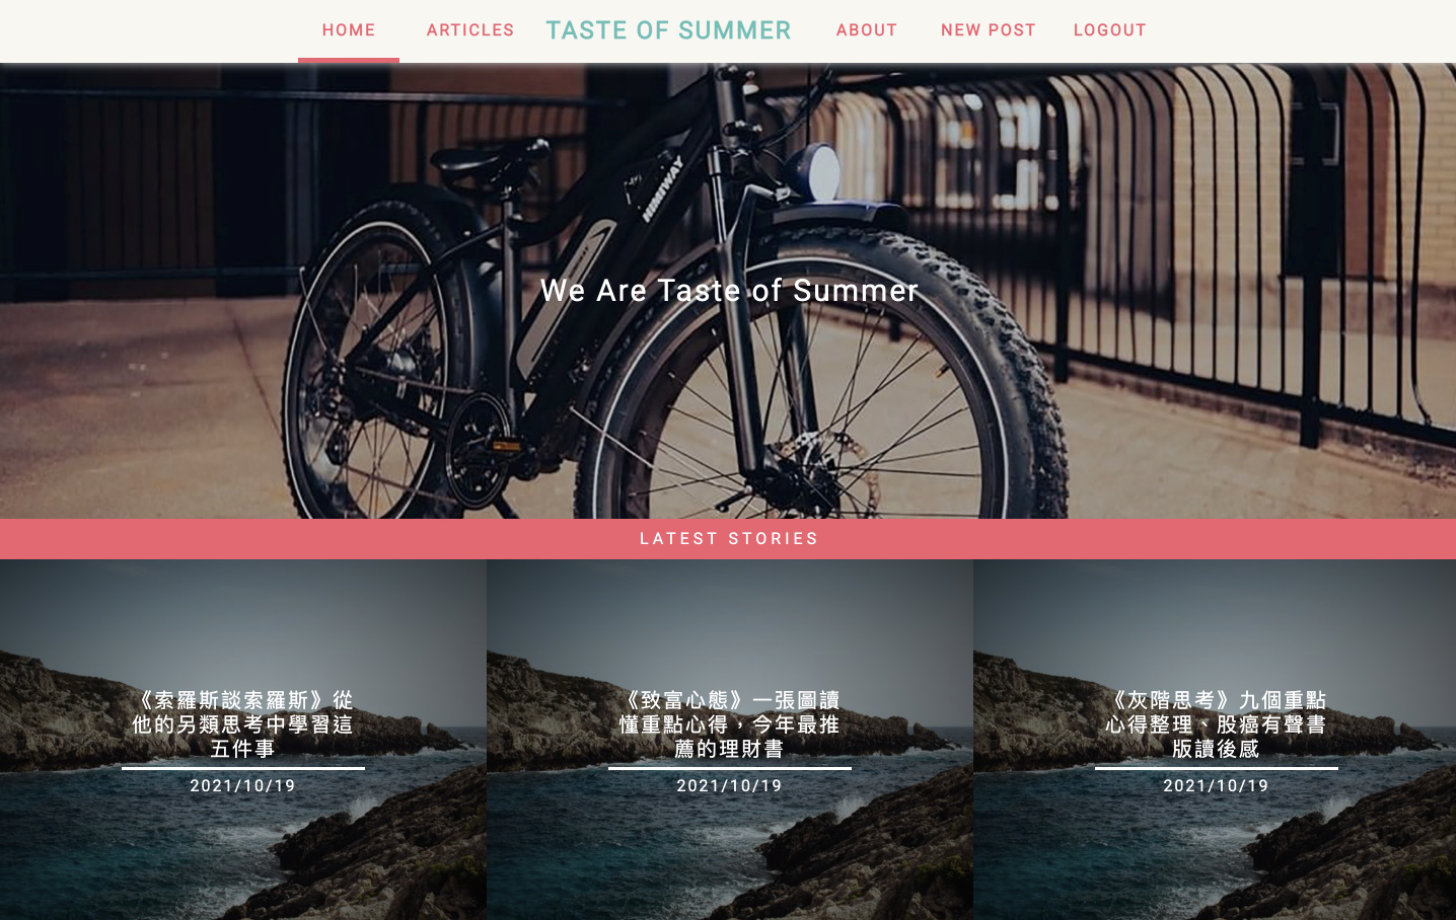 HOME ARTICLES TASTE OF SUMMER ABOUT NEW POST LOGOUT
HIMIWAY
We Are Taste of Summer
LATEST STORIES
《索羅斯談索羅斯》從
他的另類思考中學習這
五件事
2021/10/19
《致富心態》一張圖讀
懂重點心得，今年最推
薦的理財書
2021/10/19
《灰階思考》九個重點
心得整理、股癌有聲書
版讀後感
2021/10/19